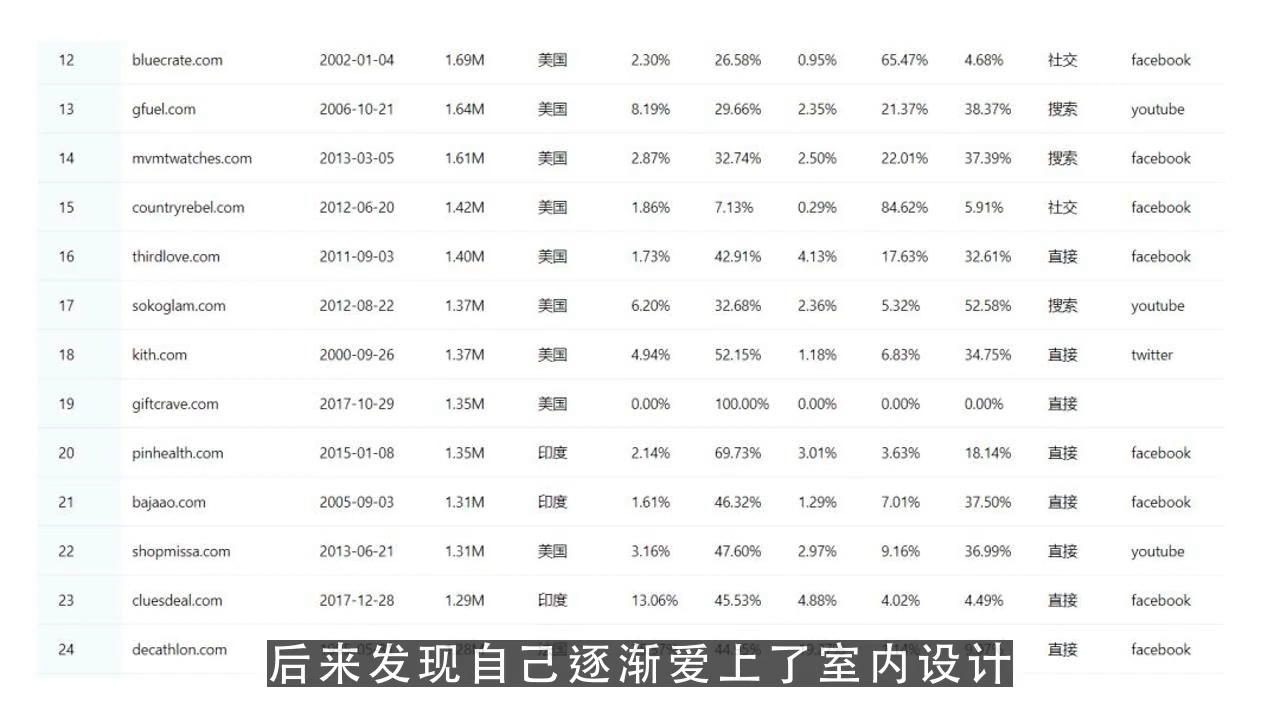 12 bluecrate.com 2002-01-04 1.69M 美国 2.30% 26.58% 0.95% 65.47% 4.68% 社交 facebook
13 gfuel.com 2006-10-21 1.64M 美国 8.19% 29.66% 2.35% 21.37% 38.37% 搜索 youtube
14 mvmtwatches.com 2013-03-05 1.61M 美国 2.87% 32.74% 2.50% 22.01% 37.39% 搜索 facebook
15 countryrebel.com 2012-06-20 1.42M 美国 1.86% 7.13% 0.29% 84.62% 5.91% 社交 facebook
16 thirdlove.com 2011-09-03 1.40M 美国 1.73% 42.91% 4.13% 17.63% 32.61% 直接 facebook
17 sokoglam.com 2012-08-22 1.37M 美国 6.20% 32.68% 2.36% 5.32% 52.58% 搜索 youtube
18 kith.com 2000-09-26 1.37M 美国 4.94% 52.15% 1.18% 6.83% 34.75% 直接 twitter
19 giftcrave.com 2017-10-29 1.35M 美国 0.00% 100.00% 0.00% 0.00% 0.00% 直接
20 pinhealth.com 2015-01-08 1.35M 印度 2.14% 69.73% 3.01% 3.63% 18.14% 直接 facebook
21 bajaao.com 2005-09-03 1.31M 印度 1.61% 46.32% 1.29% 7.01% 37.50% 直接 facebook
22 shopmissa.com 2013-06-21 1.31M 美国 3.16% 47.60% 2.97% 9.16% 36.99% 直接 youtube
23 cluesdeal.com 2017-12-28 1.29M 印度 13.06% 45.53% 4.88% 4.02% 4.49% 直接 facebook
24 decathlon.com 直接 facebook
后来发现自己逐渐爱上了室内设计